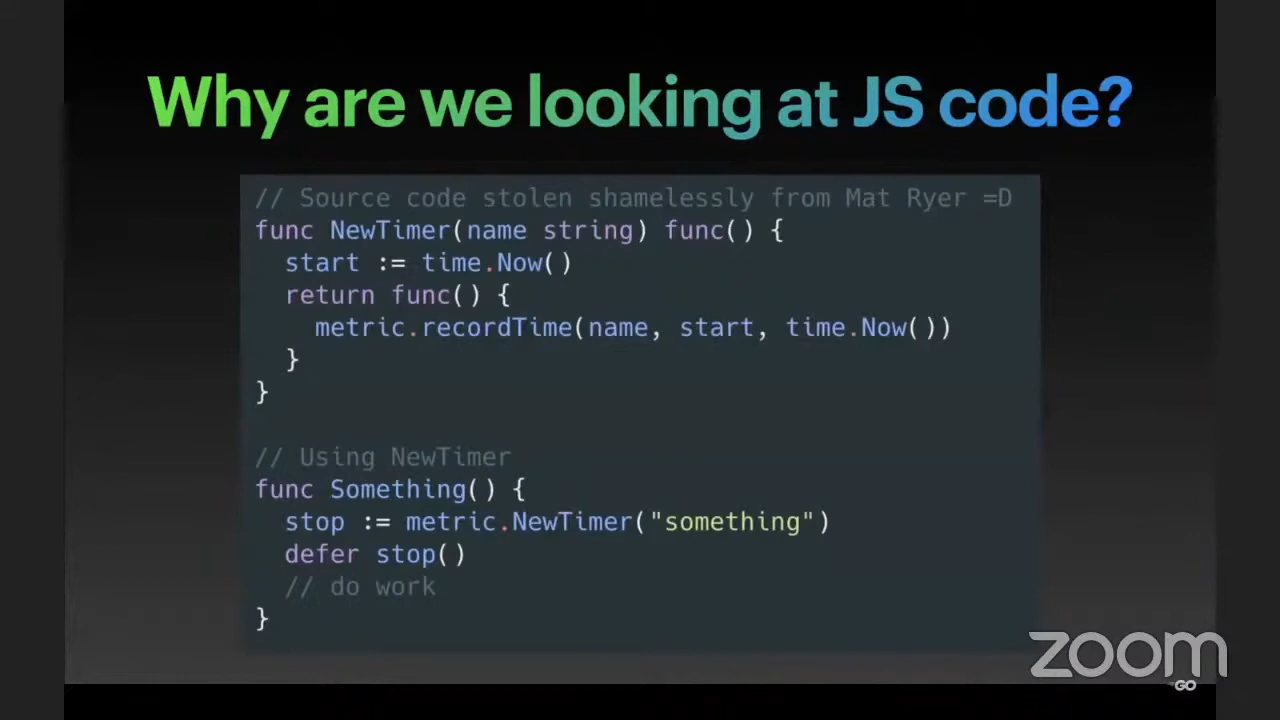 Why are we looking at JS code?
// Source code stolen shamelessly from Mat Ryer =D
func NewTimer(name string) func() {
  start := time.Now()
  return func() {
    metric.recordTime(name, start, time.Now())
  }
}
// Using NewTimer
func Something() {
  stop := metric.NewTimer("something")
  defer stop()
  // do work
}
zoom
GO